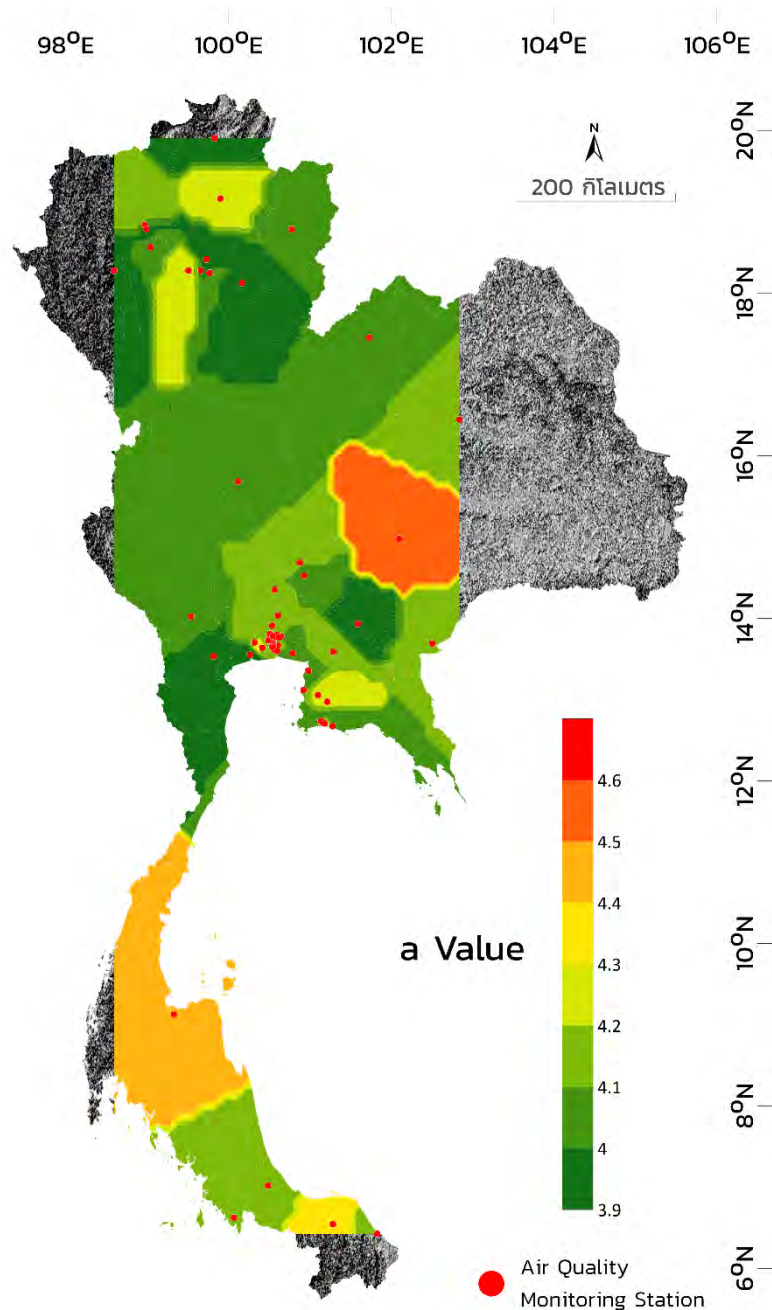 98°E 100°E 102°E 104°E 106°E
20°N
N
200 กิโลเมตร
18°N
16°N
14°N
12°N
4.6
4.5
4.4
a Value
10°N
4.3
4.2
4.1
8°N
4
3.9
6°N
Air Quality
Monitoring Station